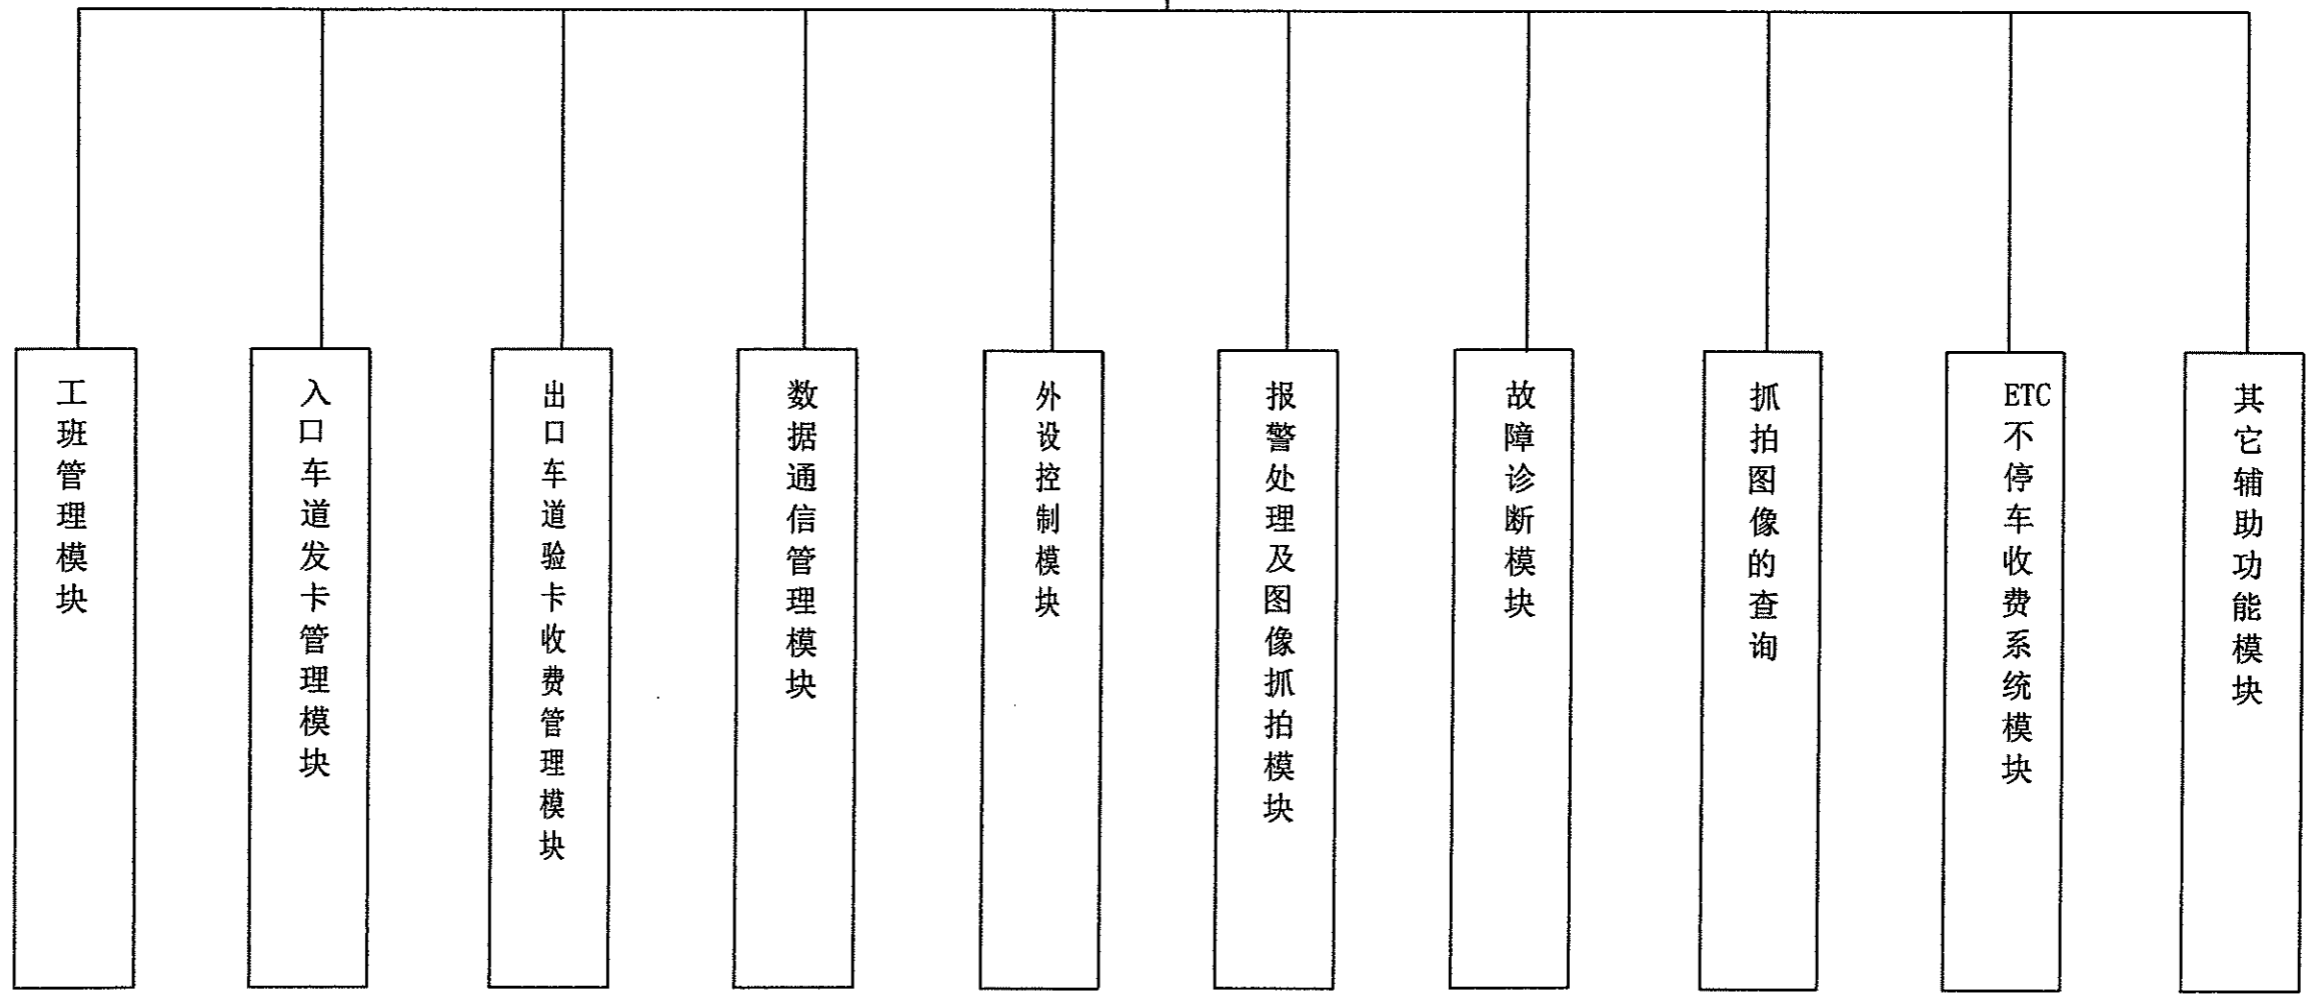 工班管理模块
入口车道发卡管理模块
出口车道验卡收费管理模块
数据通信管理模块
外设控制模块
报警处理及图像抓拍模块
故障诊断模块
抓拍图像的查询
ETC不停车收费系统模块
其它辅助功能模块